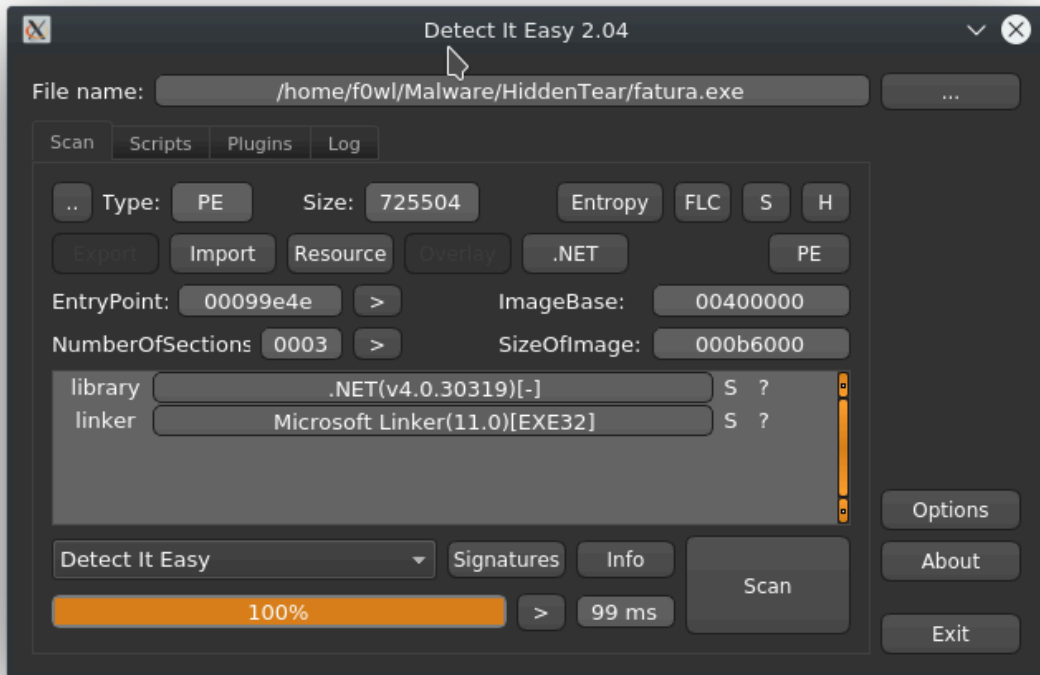 Detect It Easy 2.04
File name: /home/f0wl/Malware/HiddenTear/fatura.exe ...
Scan Scripts Plugins Log
.. Type: PE Size: 725504 Entropy FLC S H
Export Import Resource Overlay .NET PE
EntryPoint: 00099e4e > ImageBase: 00400000
NumberOfSections 0003 > SizeOfImage: 000b6000
library .NET(v4.0.30319)[-] S ?
linker Microsoft Linker(11.0)[EXE32] S ?
Options
Detect It Easy Signatures Info Scan About
100% > 99 ms
Exit